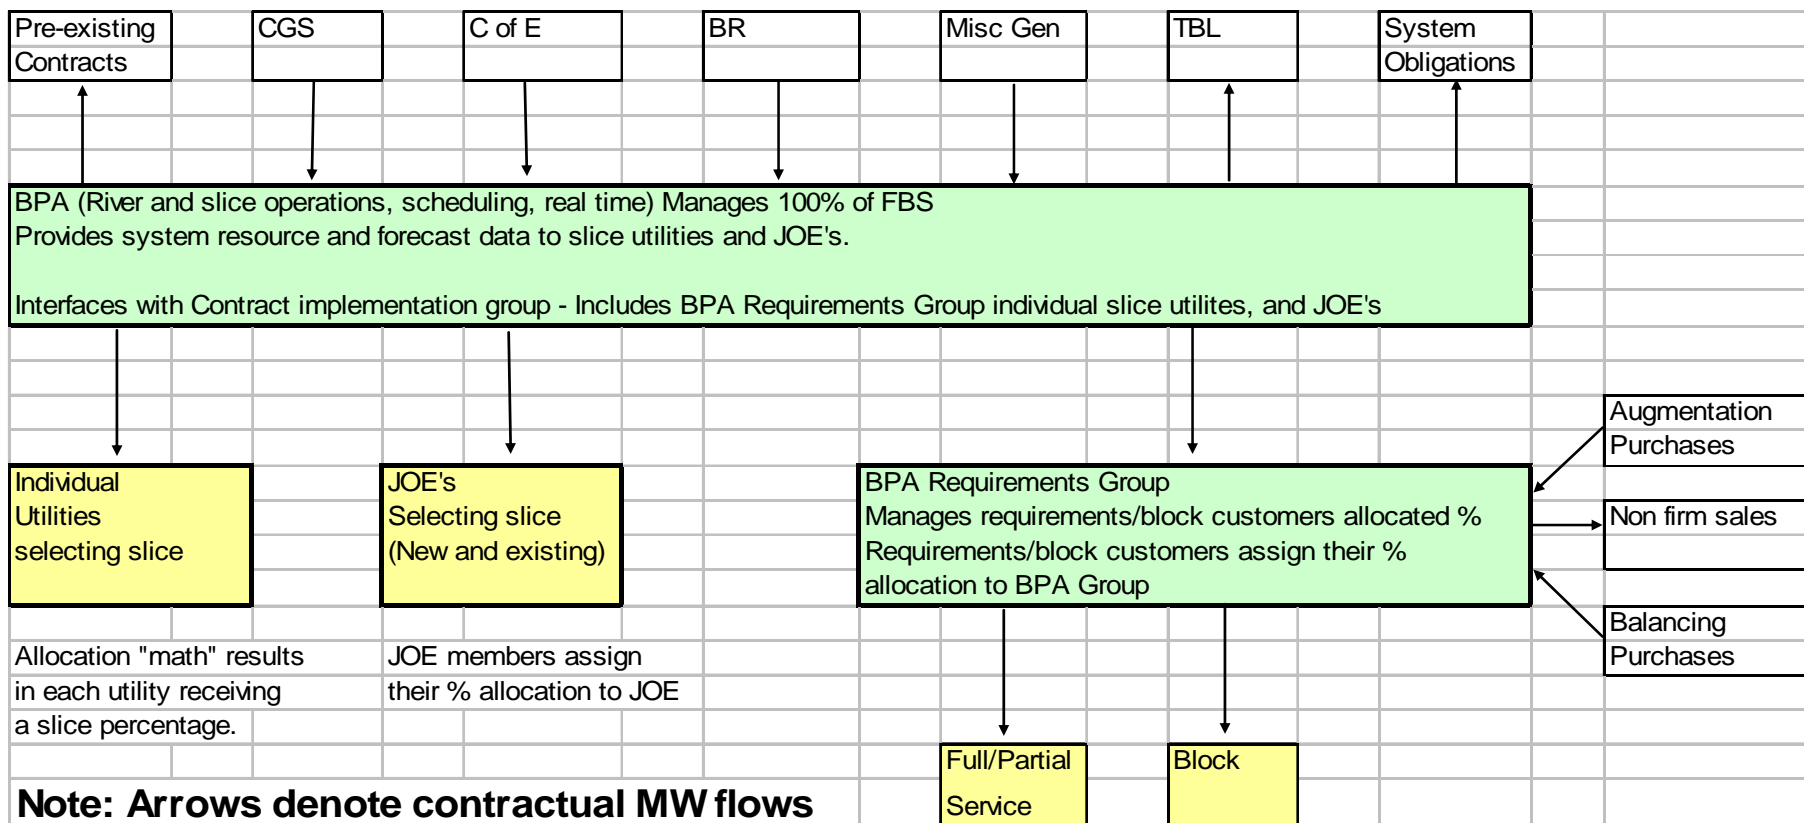 Pre-existing
Contracts
CGS
C of E
BR
Misc Gen
TBL
System
Obligations
BPA (River and slice operations, scheduling, real time) Manages 100% of FBS
Provides system resource and forecast data to slice utilities and JOE's.
Interfaces with Contract implementation group - Includes BPA Requirements Group individual slice utilites, and JOE's
Augmentation
Purchases
Individual
Utilities
selecting slice
JOE's
Selecting slice
(New and existing)
BPA Requirements Group
Manages requirements/block customers allocated %
Requirements/block customers assign their %
allocation to BPA Group
Non firm sales
Balancing
Purchases
Allocation "math" results
in each utility receiving
a slice percentage.
JOE members assign
their % allocation to JOE
Full/Partial
Service
Block
Note: Arrows denote contractual MW flows